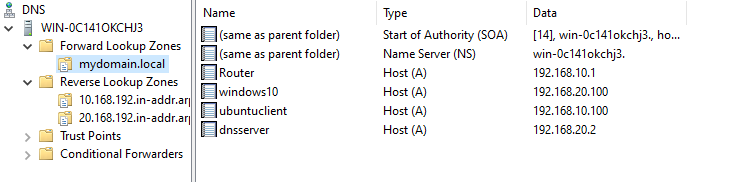 DNS
WIN-0C141OKCHJ3
Forward Lookup Zones
mydomain.local
Reverse Lookup Zones
10.168.192.in-addr.arp
20.168.192.in-addr.arp
Trust Points
Conditional Forwarders
Name Type Data
(same as parent folder) Start of Authority (SOA) [14], win-0c141okchj3., ho...
(same as parent folder) Name Server (NS) win-0c141okchj3.
Router Host (A) 192.168.10.1
windows10 Host (A) 192.168.20.100
ubuntuclient Host (A) 192.168.10.100
dnsserver Host (A) 192.168.20.2